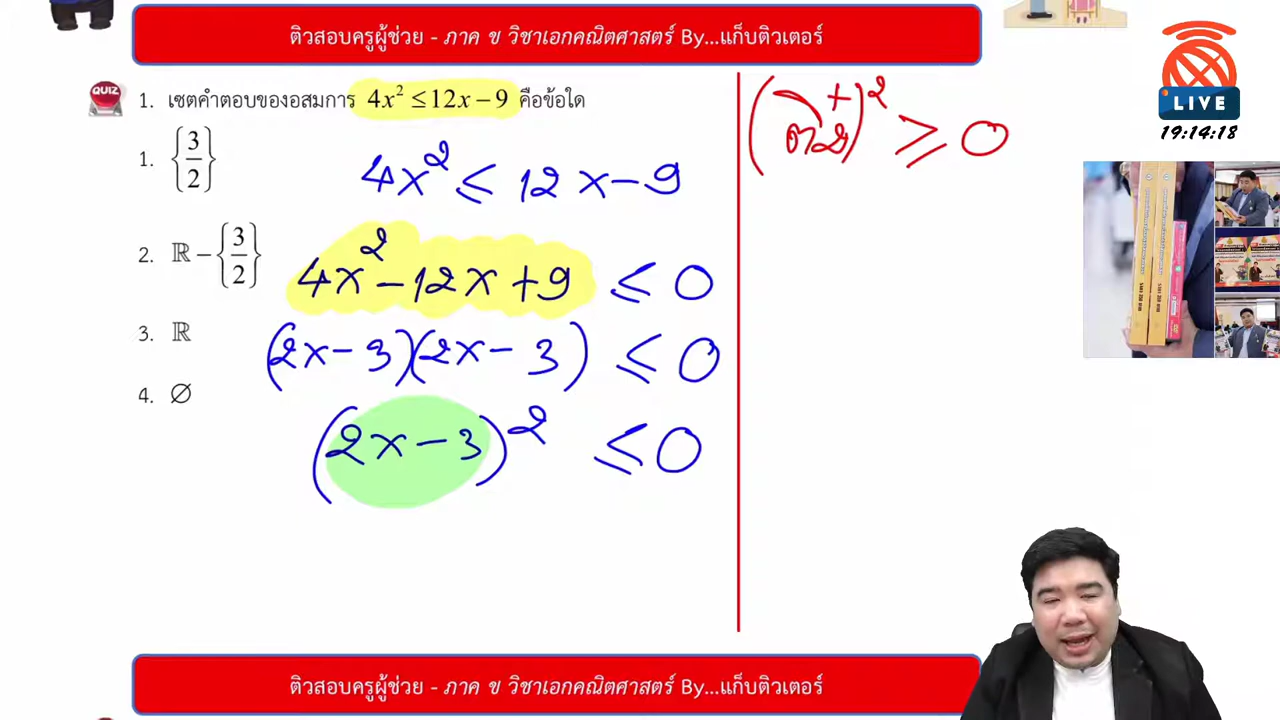 ติวสอบครูผู้ช่วย - ภาค ข วิชาเอกคณิตศาสตร์ By...แก็บติวเตอร์
QUIZ
1. เซตคำตอบของอสมการ 4x² ≤ 12x − 9 คือข้อใด
1. {3/2}
2. ℝ − {3/2}
3. ℝ
4. ∅
4x² ≤ 12x − 9
4x² − 12x + 9 ≤ 0
(2x − 3)(2x − 3) ≤ 0
(2x − 3)² ≤ 0
( + )² ≥ 0
LIVE
19:14:18
ติวสอบครูผู้ช่วย - ภาค ข วิชาเอกคณิตศาสตร์ By...แก็บติวเตอร์